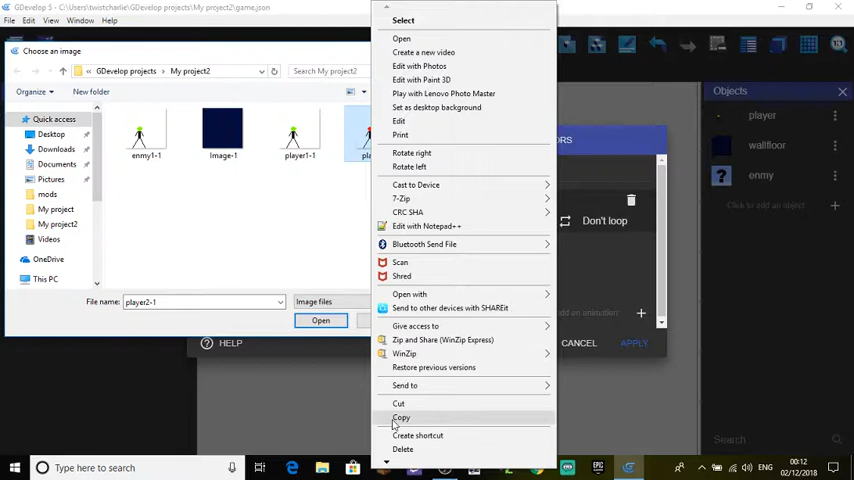 GDevelop 5 - C:\Users\twistcharlie\GDevelop projects\My project2\game.json
File Edit View Window Help
Choose an image
GDevelop projects > My project2
Search My project2
Organize
New folder
Quick access
Desktop
Downloads
Documents
Pictures
mods
My project
My project2
Videos
OneDrive
This PC
enmy1-1
Image-1
player1-1
File name: player2-1
Image files
Open
Select
Open
Create a new video
Edit with Photos
Edit with Paint 3D
Play with Lenovo Photo Master
Set as desktop background
Edit
Print
Rotate right
Rotate left
Cast to Device
7-Zip
CRC SHA
Edit with Notepad++
Bluetooth Send File
Scan
Shred
Open with
Send to other devices with SHAREit
Give access to
Zip and Share (WinZip Express)
WinZip
Restore previous versions
Send to
Cut
Copy
Create shortcut
Delete
ORS
Don't loop
an animation
HELP
CANCEL
APPLY
Objects
player
wallfloor
enmy
Click to add an object
Search
Type here to search
EPIC
ENG
00:12
02/12/2018